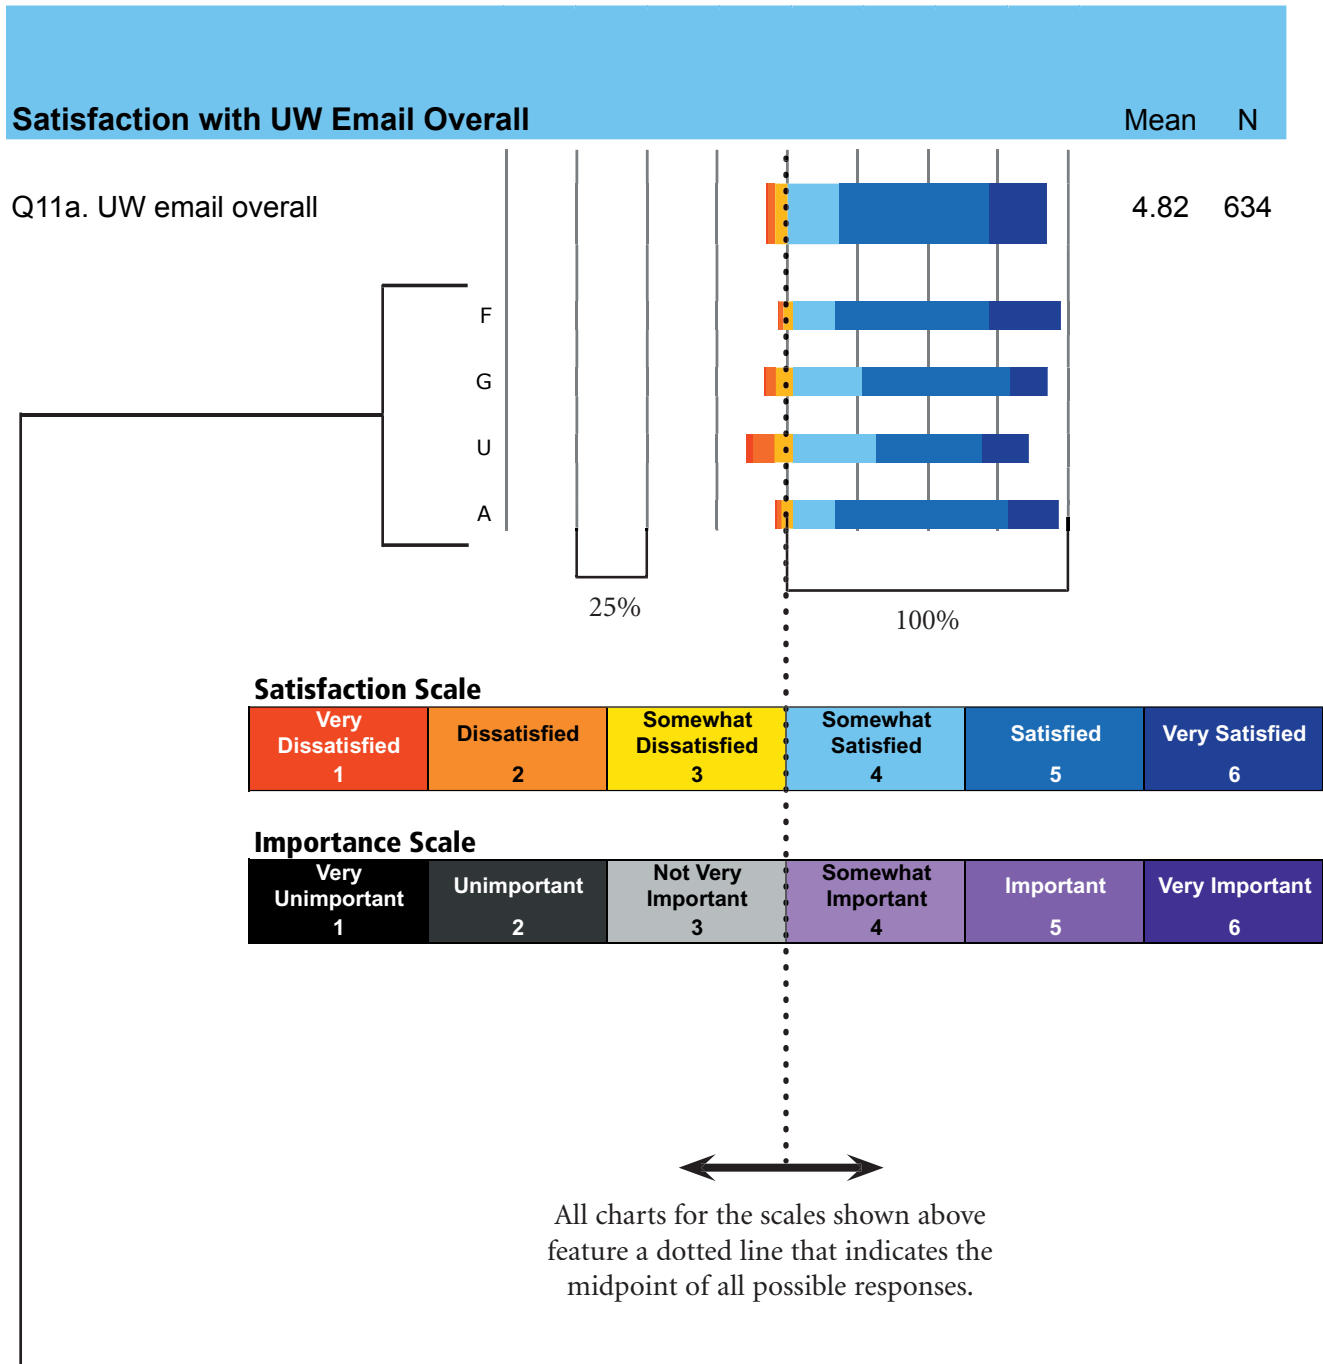 Satisfaction with UW Email Overall Mean N
Q11a. UW email overall 4.82 634
F
G
U
A
25%
100%
Satisfaction Scale
Very Dissatisfied 1
Dissatisfied 2
Somewhat Dissatisfied 3
Somewhat Satisfied 4
Satisfied 5
Very Satisfied 6
Importance Scale
Very Unimportant 1
Unimportant 2
Not Very Important 3
Somewhat Important 4
Important 5
Very Important 6
All charts for the scales shown above
feature a dotted line that indicates the
midpoint of all possible responses.